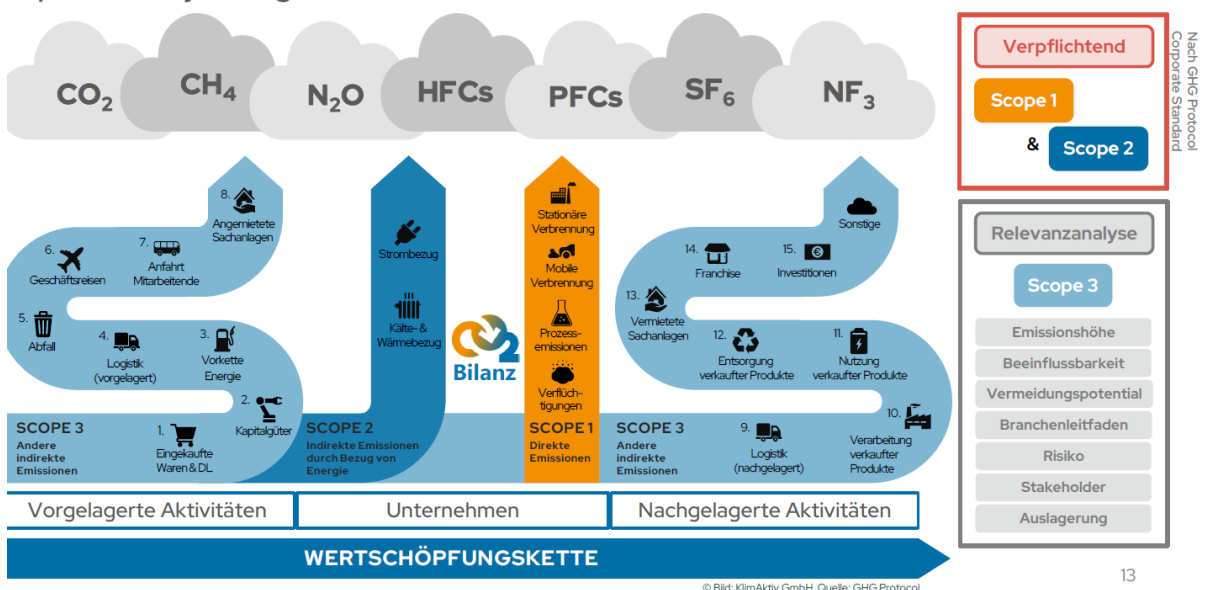 CO₂
CH₄
N₂O
HFCs
PFCs
SF₆
NF₃
8.
Angemietete
Sachanlagen
6.
Geschäftsreisen
7.
Anfahrt
Mitarbeitende
5.
Abfall
4.
Logistik
(vorgelagert)
3.
Vorkette
Energie
2.
Kapitalgüter
1.
Eingekaufte
Waren & DL
SCOPE 3
Andere
indirekte
Emissionen
Strombezug
Kälte- &
Wärmebezug
SCOPE 2
Indirekte Emissionen
durch Bezug von
Energie
CO2
Bilanz
Stationäre
Verbrennung
Mobile
Verbrennung
Prozess-
emissionen
Verflüch-
tigungen
SCOPE 1
Direkte
Emissionen
Sonstige
14.
Franchise
15.
Investitionen
13.
Vermietete
Sachanlagen
12.
Entsorgung
verkaufter Produkte
11.
Nutzung
verkaufter Produkte
10.
Verarbeitung
verkaufter
Produkte
9.
Logistik
(nachgelagert)
SCOPE 3
Andere
indirekte
Emissionen
Vorgelagerte Aktivitäten
Unternehmen
Nachgelagerte Aktivitäten
WERTSCHÖPFUNGSKETTE
© Bild: KlimAktiv GmbH, Quelle: GHG Protocol
Verpflichtend
Scope 1
&
Scope 2
Nach GHG Protocol
Corporate Standard
Relevanzanalyse
Scope 3
Emissionshöhe
Beeinflussbarkeit
Vermeidungspotential
Branchenleitfaden
Risiko
Stakeholder
Auslagerung
13